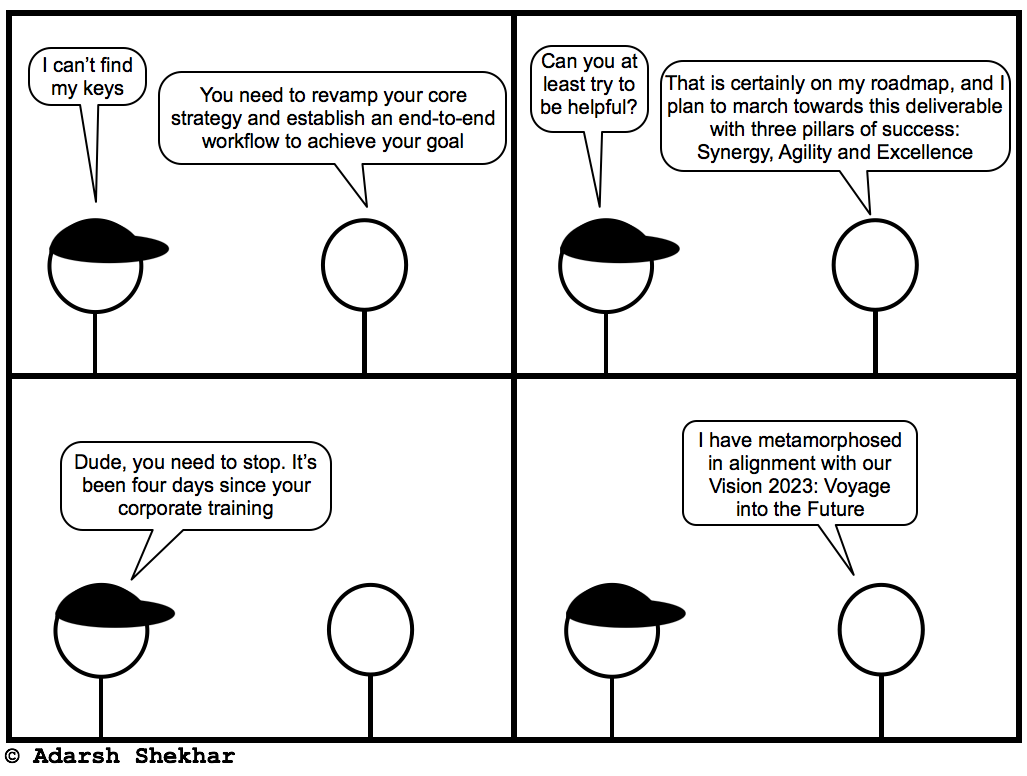 I can’t find
my keys
You need to revamp your core
strategy and establish an end-to-end
workflow to achieve your goal
Can you at
least try to
be helpful?
That is certainly on my roadmap, and I
plan to march towards this deliverable
with three pillars of success:
Synergy, Agility and Excellence
Dude, you need to stop. It’s
been four days since your
corporate training
I have metamorphosed
in alignment with our
Vision 2023: Voyage
into the Future
© Adarsh Shekhar